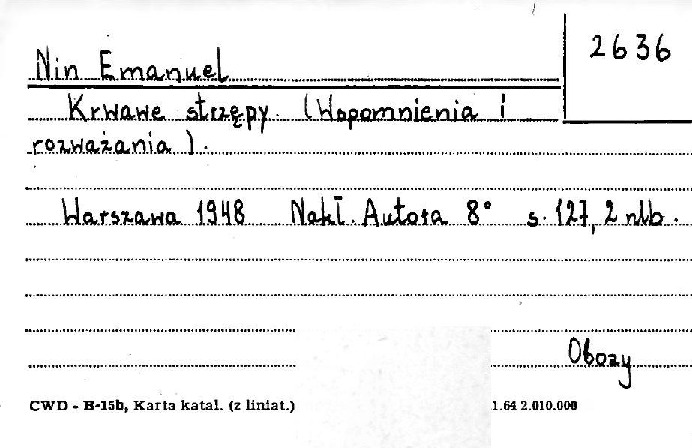 2636
Nin Emanuel
Krwawe strzępy. (Wspomnienia i
rozważania).
Warszawa 1948 Nakł. Autora 8° s. 127, 2 nlb.
Obozy
CWD - H-15b, Karta katal. (z liniat.) 1.64 2.010.000